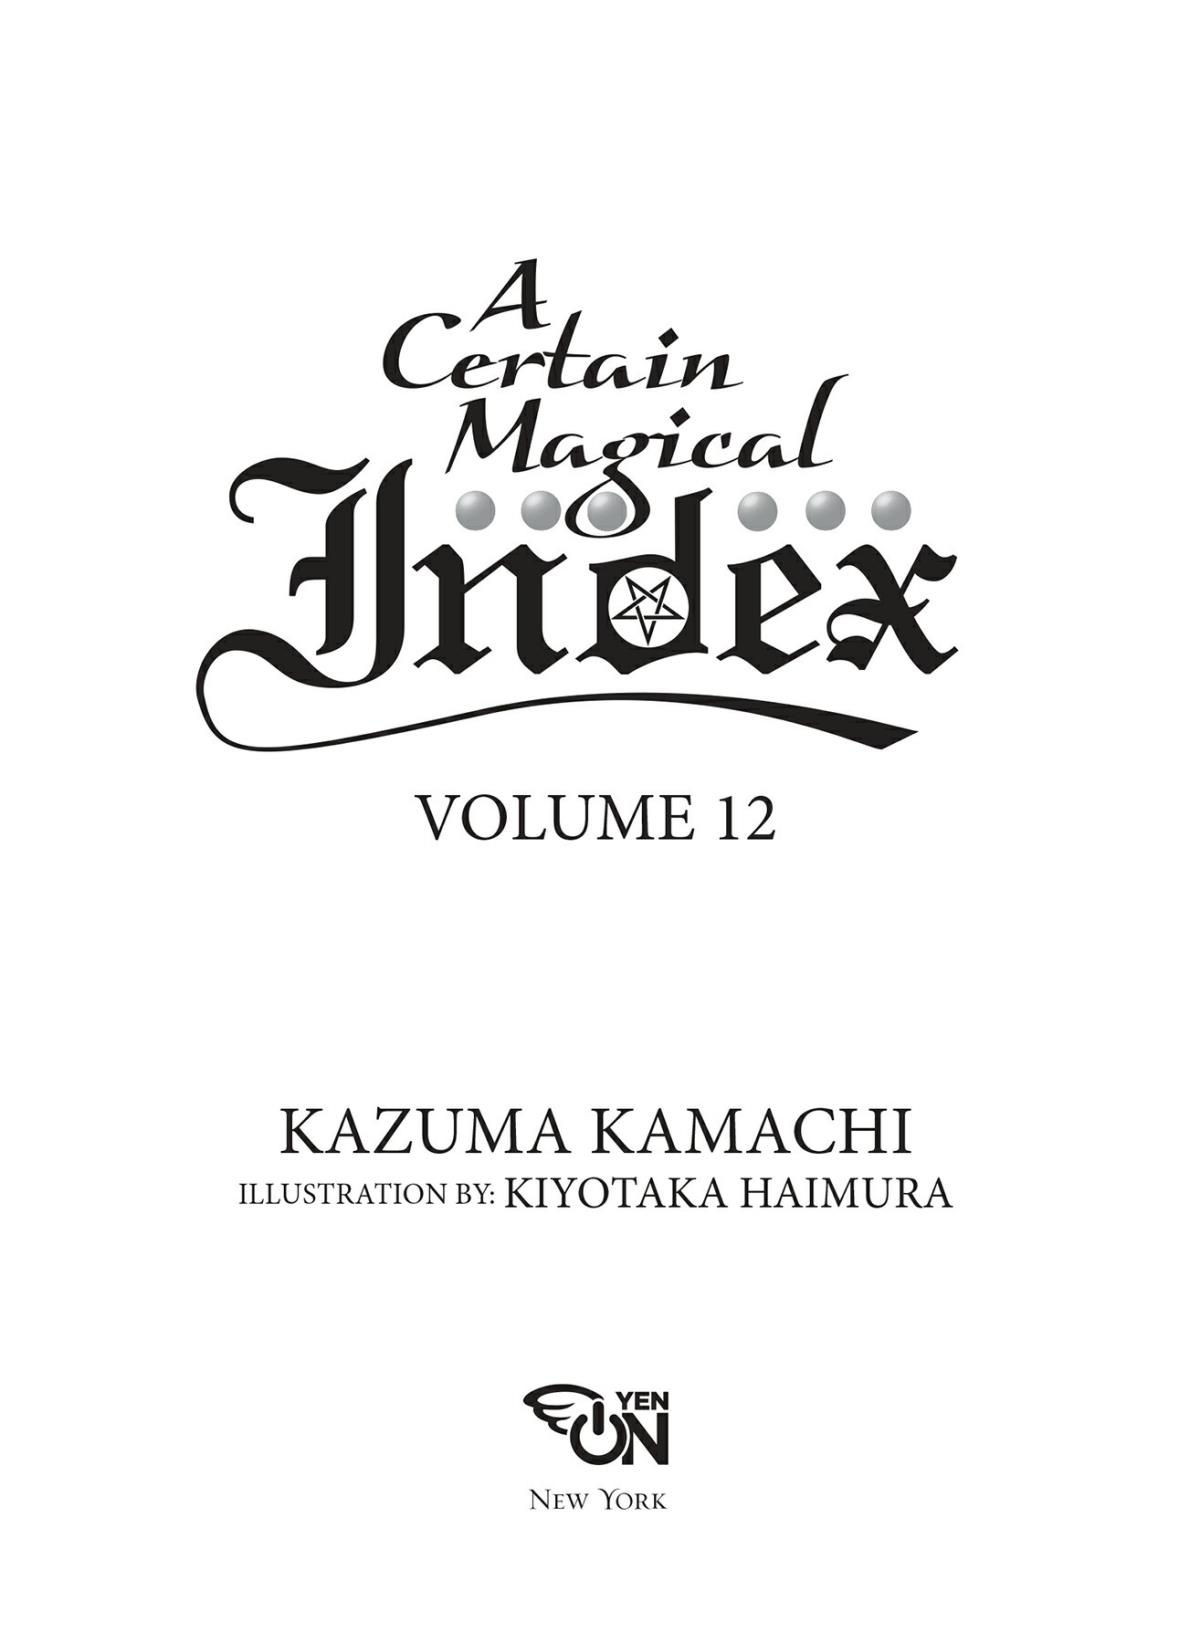 A
Certain
Magical
Index
VOLUME 12
KAZUMA KAMACHI
ILLUSTRATION BY: KIYOTAKA HAIMURA
YEN
ON
NEW YORK